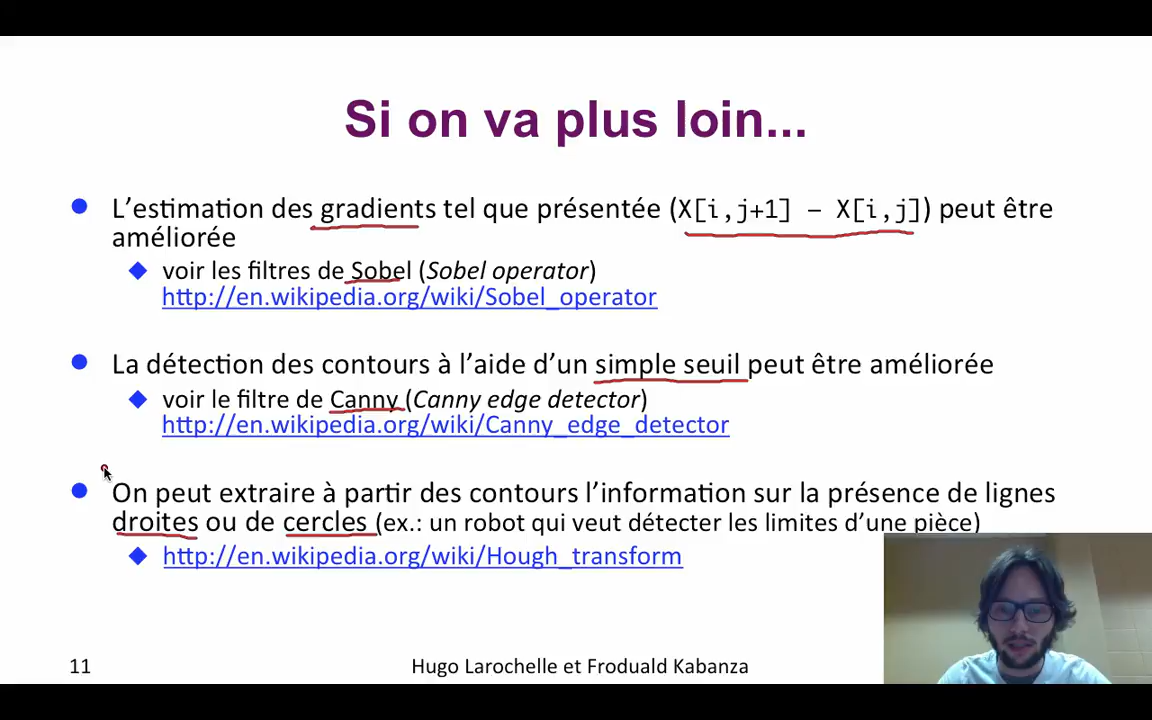 Si on va plus loin...
L'estimation des gradients tel que présentée (X[i,j+1] – X[i,j]) peut être
améliorée
voir les filtres de Sobel (Sobel operator)
http://en.wikipedia.org/wiki/Sobel_operator
La détection des contours à l'aide d'un simple seuil peut être améliorée
voir le filtre de Canny (Canny edge detector)
http://en.wikipedia.org/wiki/Canny_edge_detector
On peut extraire à partir des contours l'information sur la présence de lignes
droites ou de cercles (ex.: un robot qui veut détecter les limites d'une pièce)
http://en.wikipedia.org/wiki/Hough_transform
11
Hugo Larochelle et Froduald Kabanza